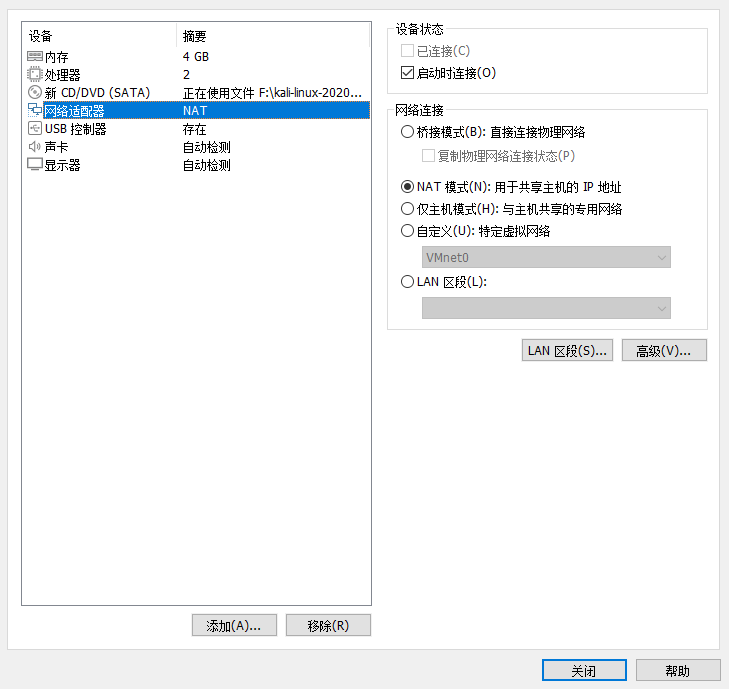 设备 摘要
内存 4 GB
处理器 2
新 CD/DVD (SATA) 正在使用文件 F:\kali-linux-2020...
网络适配器 NAT
USB 控制器 存在
声卡 自动检测
显示器 自动检测
添加(A)... 移除(R)
设备状态
已连接(C)
启动时连接(O)
网络连接
桥接模式(B): 直接连接物理网络
复制物理网络连接状态(P)
NAT 模式(N): 用于共享主机的 IP 地址
仅主机模式(H): 与主机共享的专用网络
自定义(U): 特定虚拟网络
VMnet0
LAN 区段(L):
LAN 区段(S)... 高级(V)...
关闭 帮助